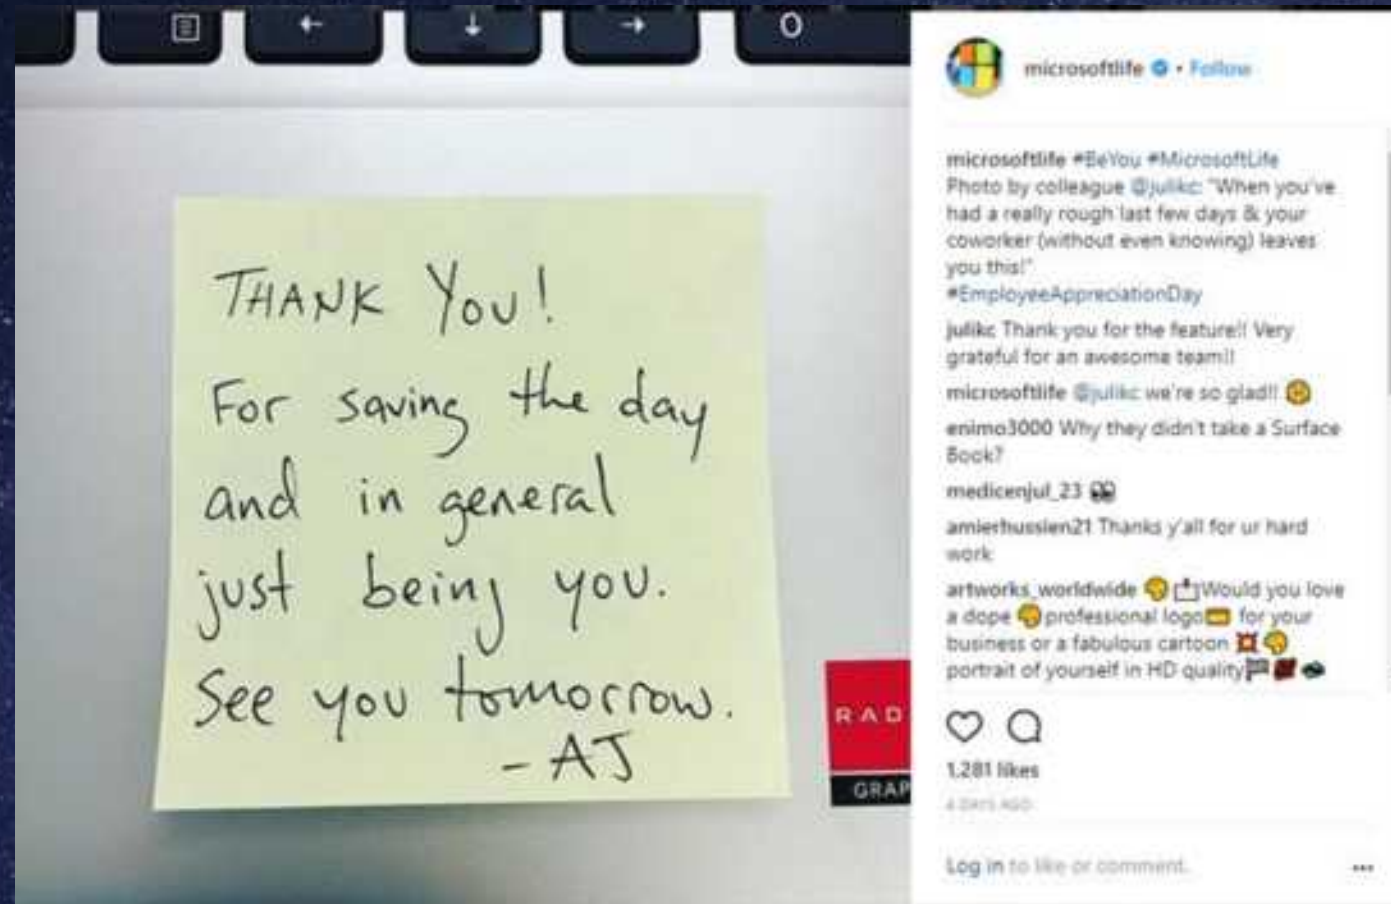 0
THANK YOU!
For saving the day
and in general
just being you.
See you tomorrow.
- AJ
RAD
GRAP
microsoftlife • Follow
microsoftlife #BeYou #MicrosoftLife
Photo by colleague @julikc: "When you've
had a really rough last few days & your
coworker (without even knowing) leaves
you this!"
#EmployeeAppreciationDay
julikc Thank you for the feature!! Very
grateful for an awesome team!!
microsoftlife @julikc we're so glad!!
enimo3000 Why they didn't take a Surface
Book?
medicenjul_23
amierhussien21 Thanks y'all for ur hard
work
artworks_worldwide Would you love
a dope professional logo for your
business or a fabulous cartoon
portrait of yourself in HD quality
1,281 likes
DAYS AGO
Log in to like or comment.